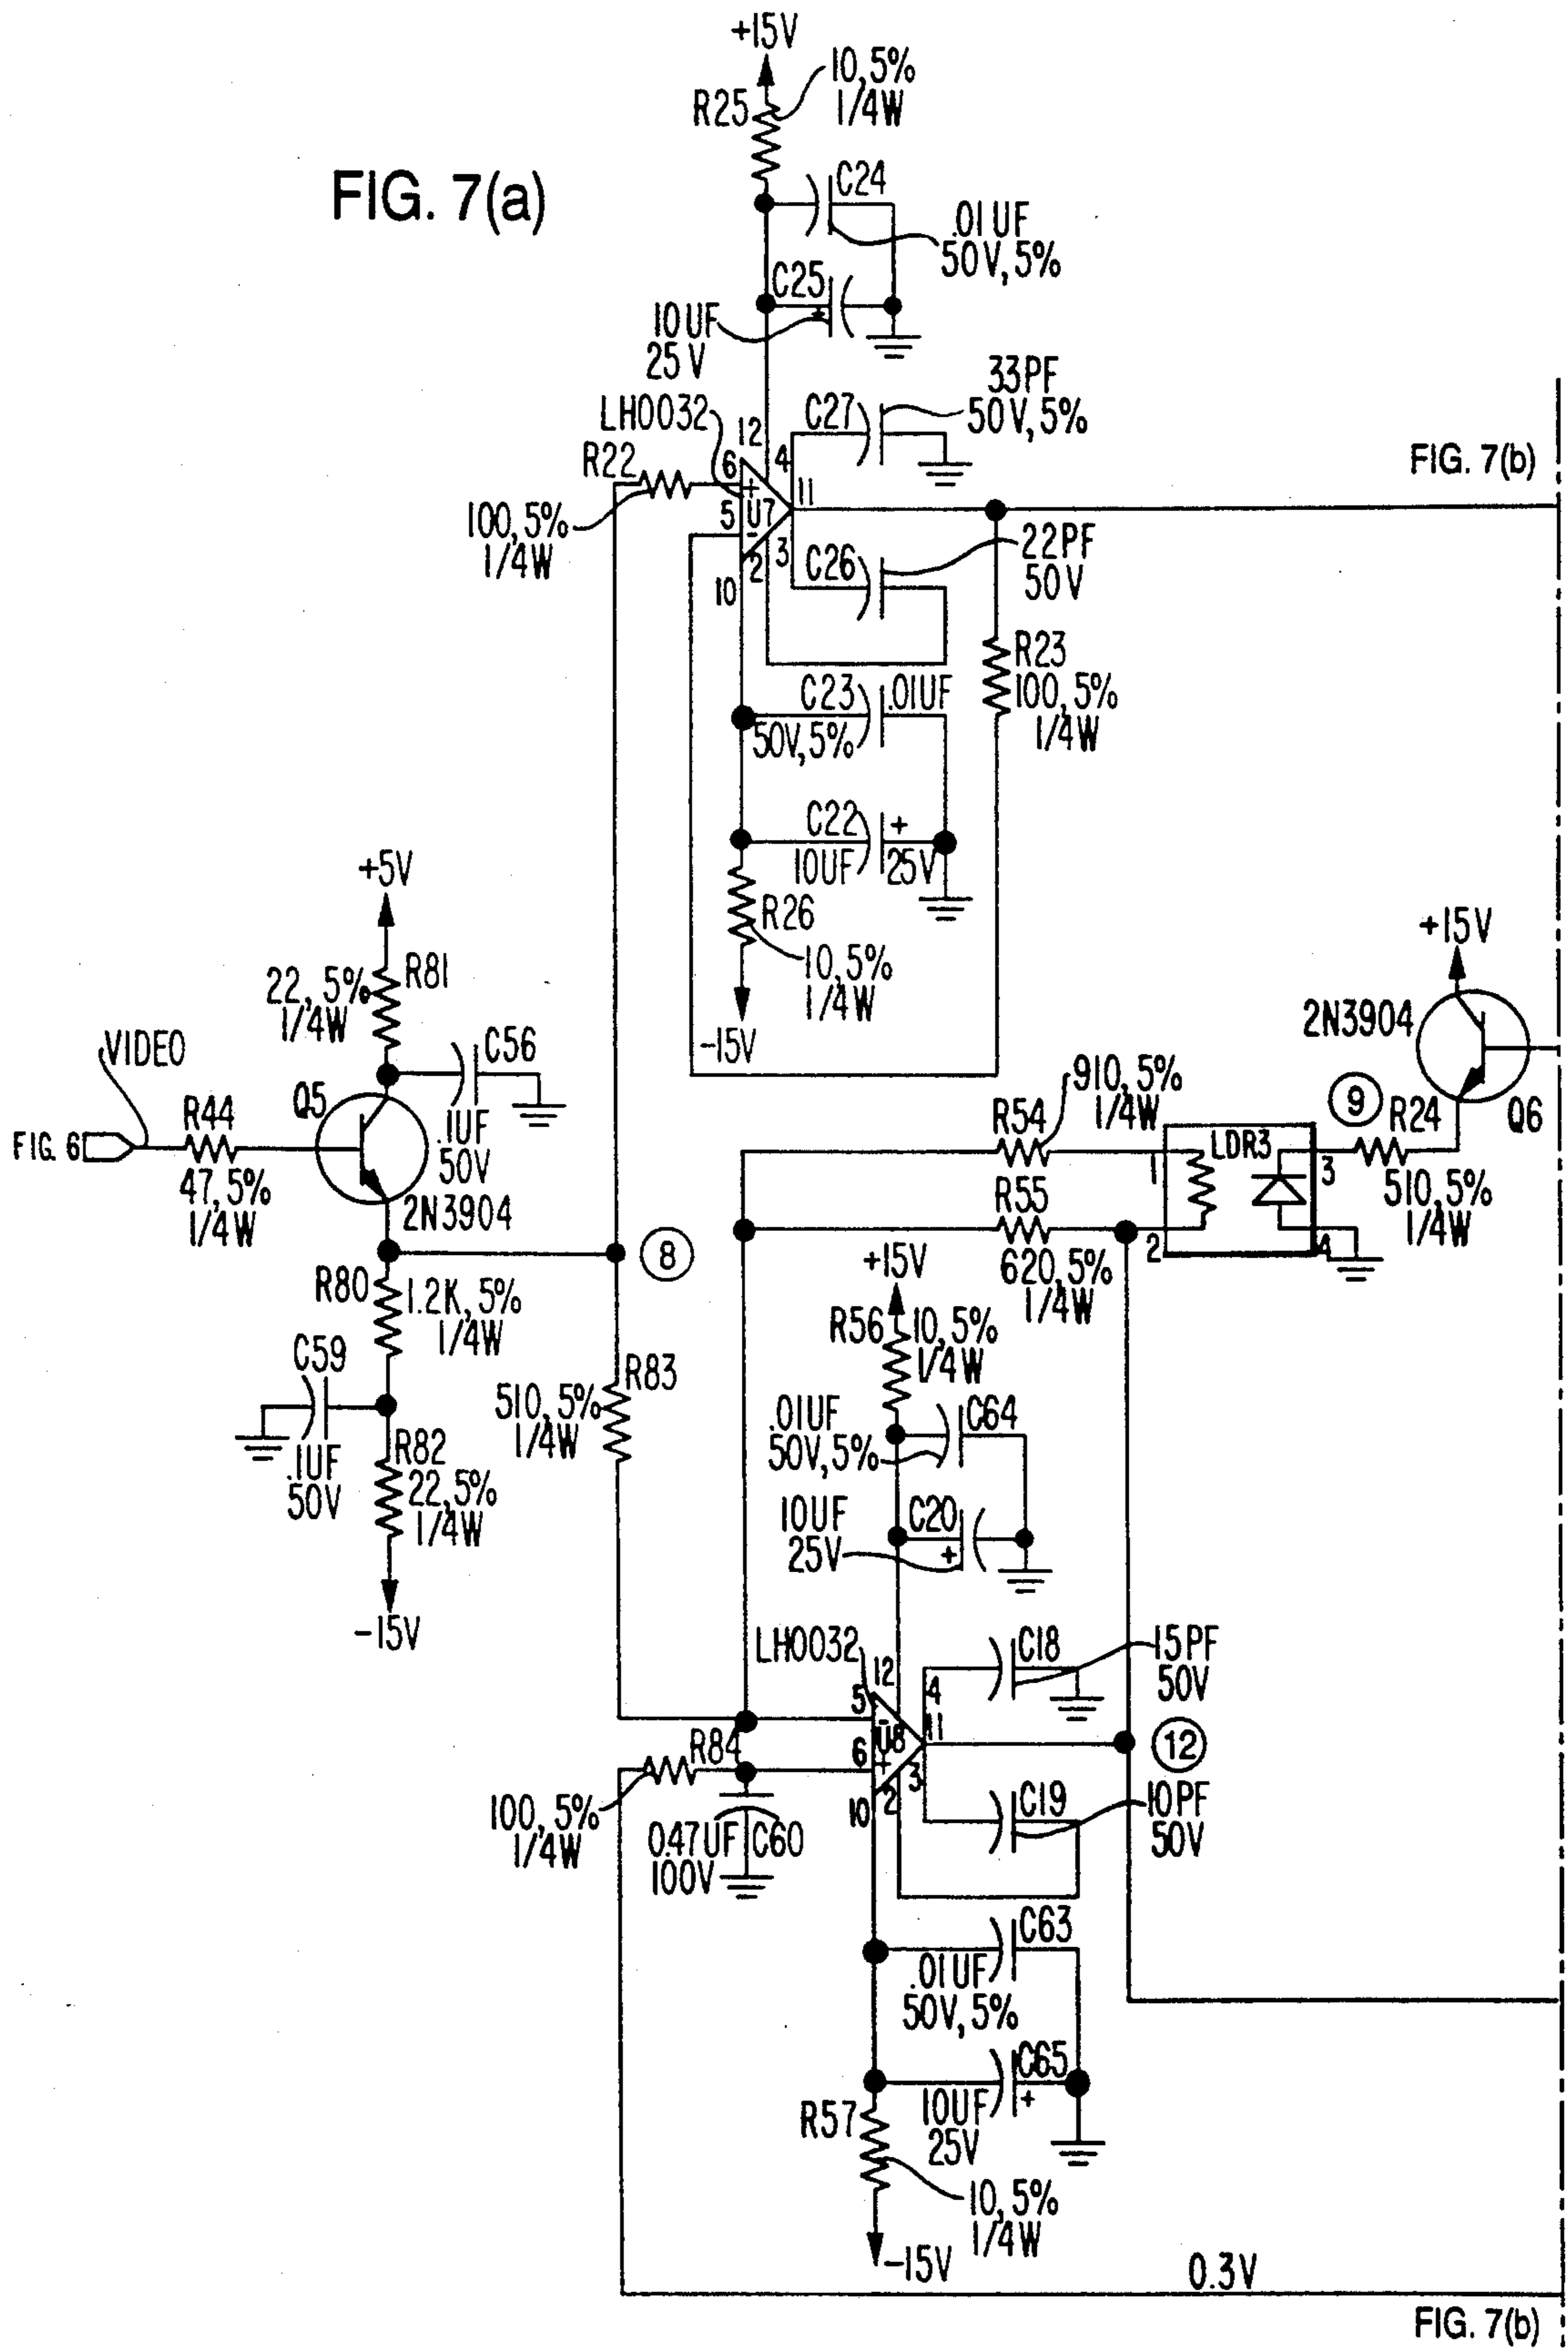 +15V
10,5%
1/4W
R25
FIG. 7(a)
C24
.01UF
50V,5%
C25
+
10UF
25V
33PF
50V,5%
LH0032
C27
12
4
R22
6
+
11
FIG. 7(b)
100,5%
1/4W
5
U7
-
3
2
10
C26
22PF
50V
R23
100,5%
1/4W
C23
.01UF
50V,5%
C22
+
10UF
25V
R26
10,5%
1/4W
-15V
+5V
22,5%
1/4W
R81
VIDEO
C56
Q5
.1UF
50V
R44
FIG. 6
47,5%
1/4W
2N3904
+15V
2N3904
Q6
9
R24
510,5%
1/4W
910,5%
1/4W
R54
LDR3
1
3
R55
2
4
620,5%
1/4W
8
R80
1.2K,5%
1/4W
C59
.1UF
50V
R82
22,5%
1/4W
-15V
R83
510,5%
1/4W
+15V
R56
10,5%
1/4W
.01UF
50V,5%
C64
10UF
25V
C20
+
LH0032
12
C18
15PF
50V
5
-
4
11
U8
12
R84
6
+
3
2
10
100,5%
1/4W
0.47UF
100V
C60
C19
10PF
50V
C63
.01UF
50V,5%
C65
+
10UF
25V
R57
10,5%
1/4W
-15V
0.3V
FIG. 7(b)